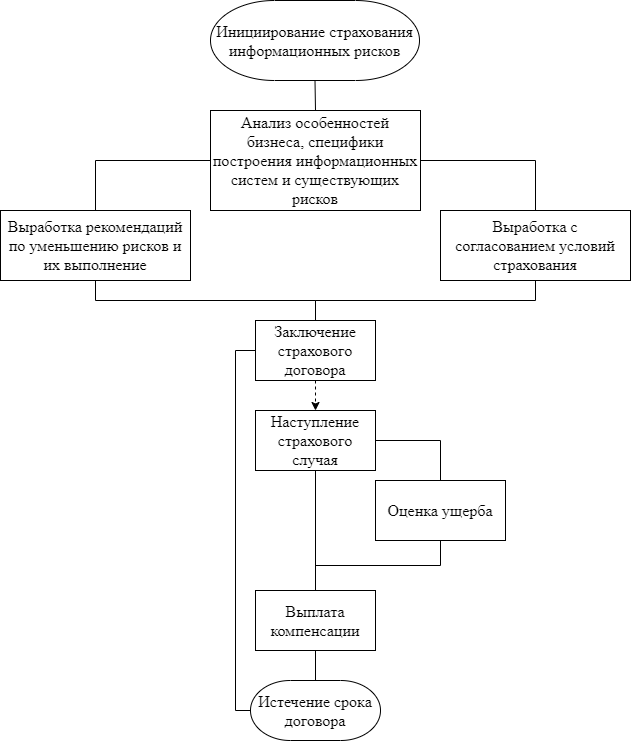 Инициирование страхования
информационных рисков
Анализ особенностей
бизнеса, специфики
построения информационных
систем и существующих
рисков
Выработка рекомендаций
по уменьшению рисков и
их выполнение
Выработка с
согласованием условий
страхования
Заключение
страхового
договора
Наступление
страхового
случая
Оценка ущерба
Выплата
компенсации
Истечение срока
договора